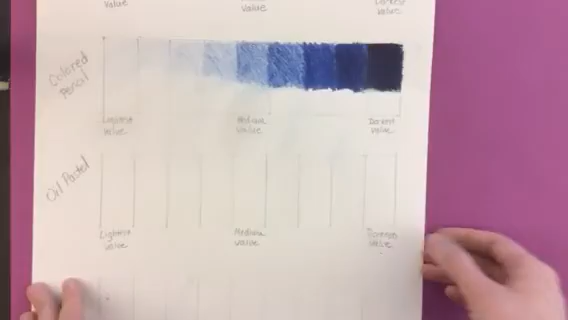 Value
Value
Darkest
Value
Colored
Pencil
Lightest
Value
Medium
Value
Darkest
Value
Oil Pastel
Lightest
Value
Medium
Value
Darkest
Value